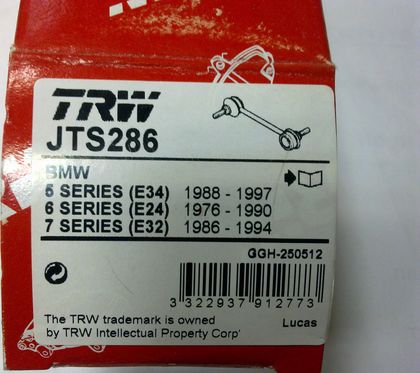 TRW
JTS286
BMW
5 SERIES (E34) 1988 - 1997
6 SERIES (E24) 1976 - 1990
7 SERIES (E32) 1986 - 1994
GGH-250512
3 322937 912773
The TRW trademark is owned
by TRW Intellectual Property Corp'
Lucas